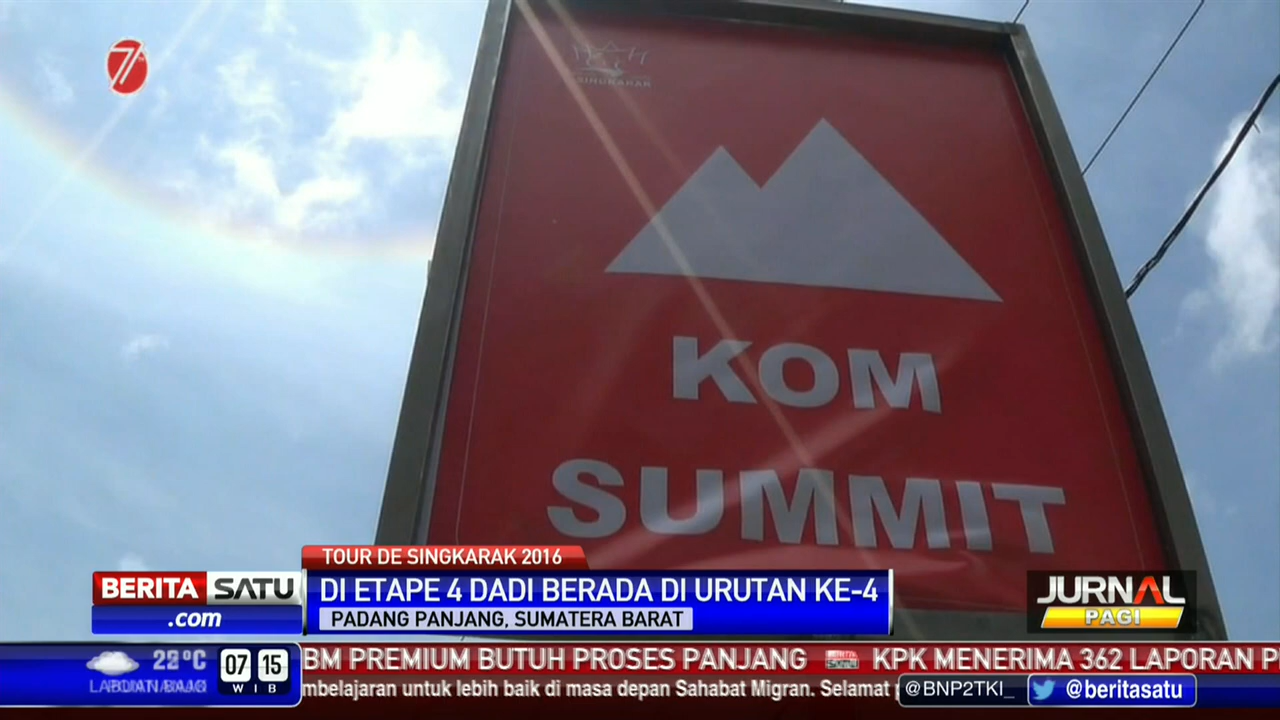 7
SINGKARAK
KOM
SUMMIT
TOUR DE SINGKARAK 2016
BERITA SATU
.com
DI ETAPE 4 DADI BERADA DI URUTAN KE-4
PADANG PANJANG, SUMATERA BARAT
JURNAL
PAGI
07 15
WIB
BM PREMIUM BUTUH PROSES PANJANG
KPK MENERIMA 362 LAPORAN P
mbelajaran untuk lebih baik di masa depan Sahabat Migran. Selamat
@BNP2TKI_
@beritasatu